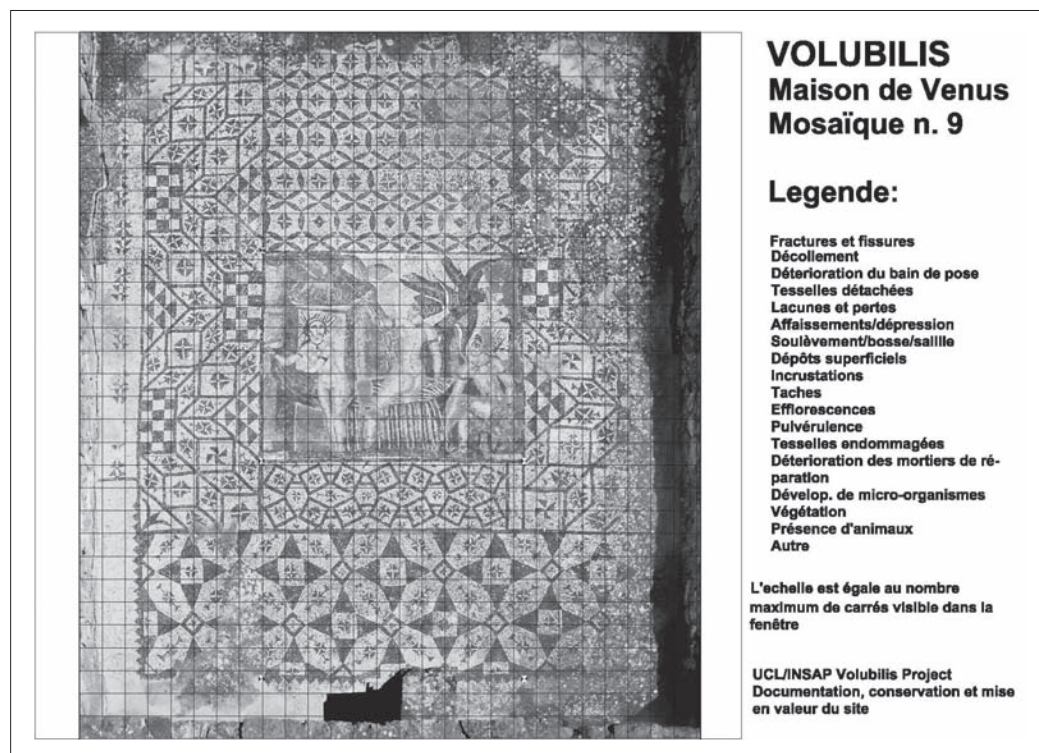 VOLUBILIS
Maison de Venus
Mosaïque n. 9
Legende:
Fractures et fissures
Décollement
Déterioration du bain de pose
Tesselles détachées
Lacunes et pertes
Affaissements/dépression
Soulèvement/bosse/saillie
Dépôts superficiels
Incrustations
Taches
Efflorescences
Pulvérulence
Tesselles endommagées
Déterioration des mortiers de ré-
paration
Dévelop. de micro-organismes
Végétation
Présence d'animaux
Autre
L'echelle est égale au nombre
maximum de carrés visible dans la
fenêtre
UCL/INSAP Volubilis Project
Documentation, conservation et mise
en valeur du site